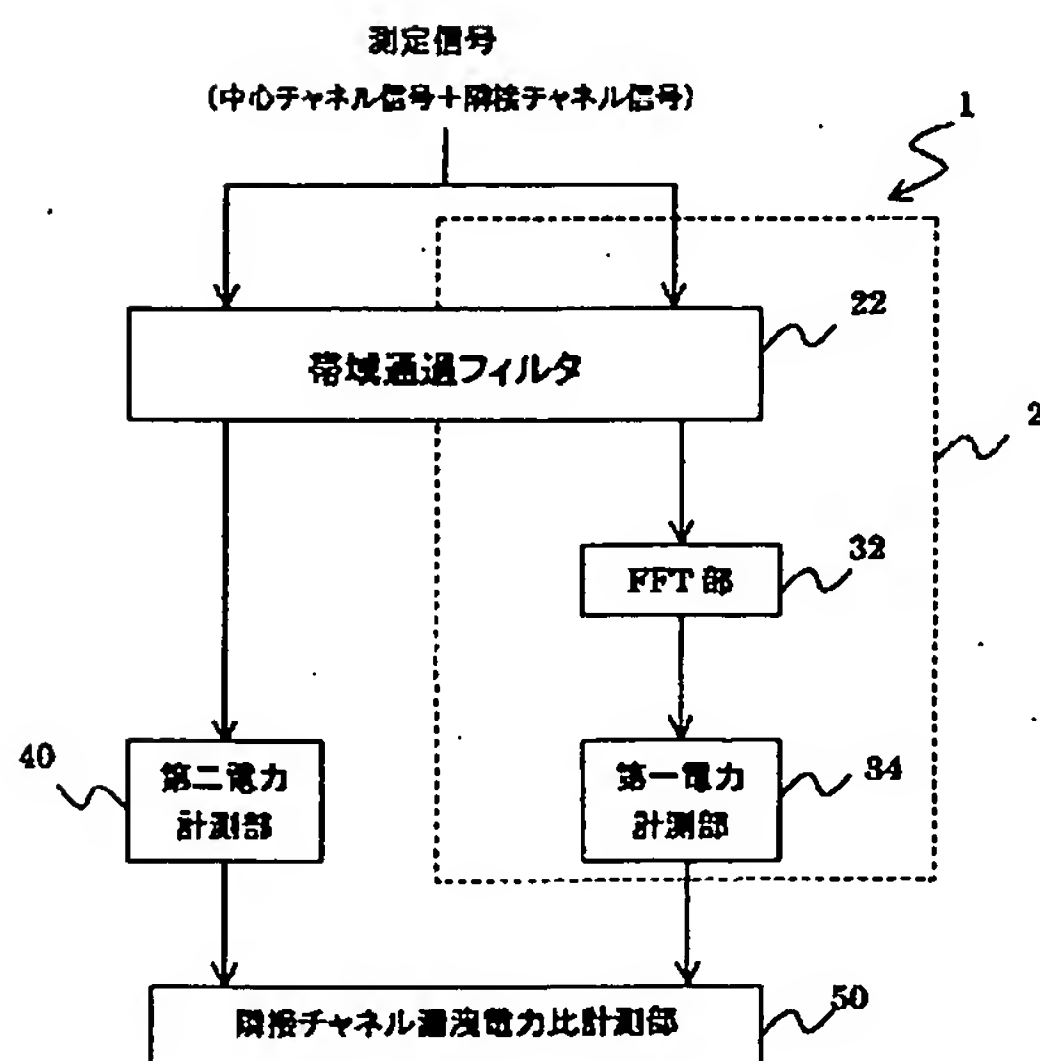 測定信号
(中心チャネル信号+隣接チャネル信号)
1
帯域通過フィルタ
22
2
FFT 部
32
40
第二電力
計測部
第一電力
計測部
34
隣接チャネル漏洩電力比計測部
50